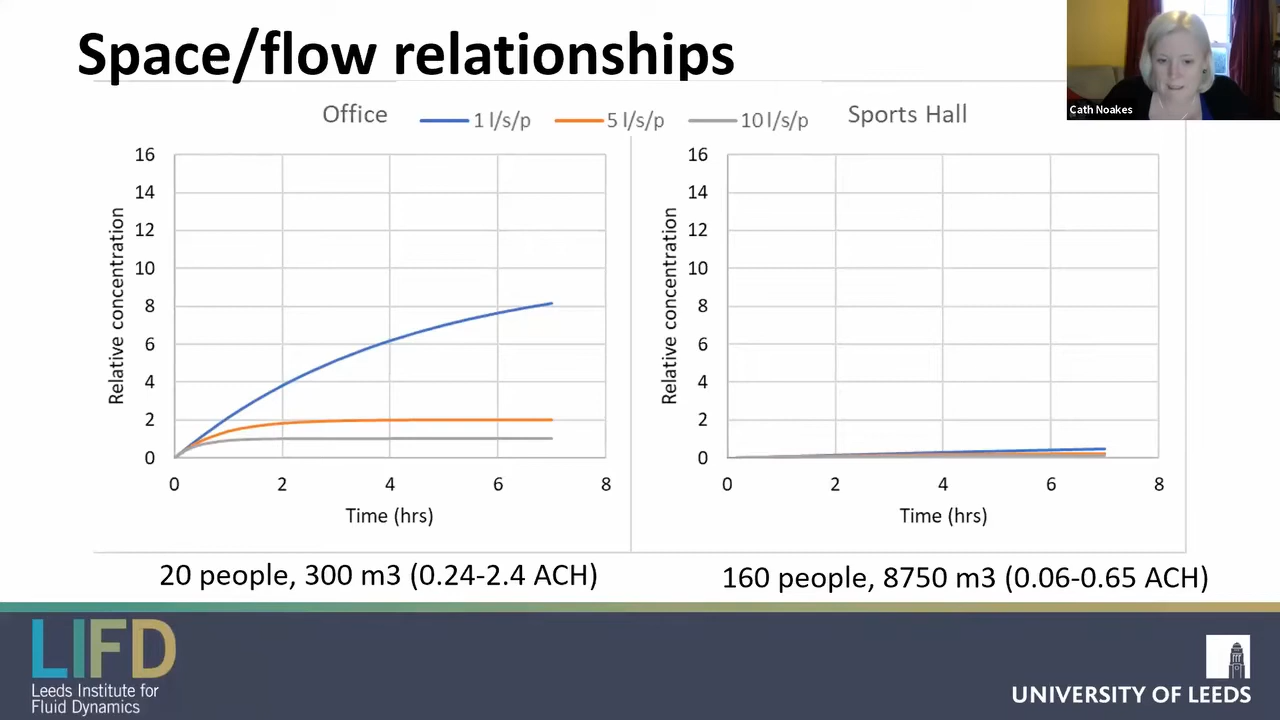 Space/flow relationships
Cath Noakes
Office
1 l/s/p
5 l/s/p
10 l/s/p
Sports Hall
16
14
12
10
8
6
4
2
0
Relative concentration
0
2
4
6
8
Time (hrs)
16
14
12
10
8
6
4
2
0
Relative concentration
0
2
4
6
8
Time (hrs)
20 people, 300 m3 (0.24-2.4 ACH)
160 people, 8750 m3 (0.06-0.65 ACH)
LIFD
Leeds Institute for
Fluid Dynamics
UNIVERSITY OF LEEDS